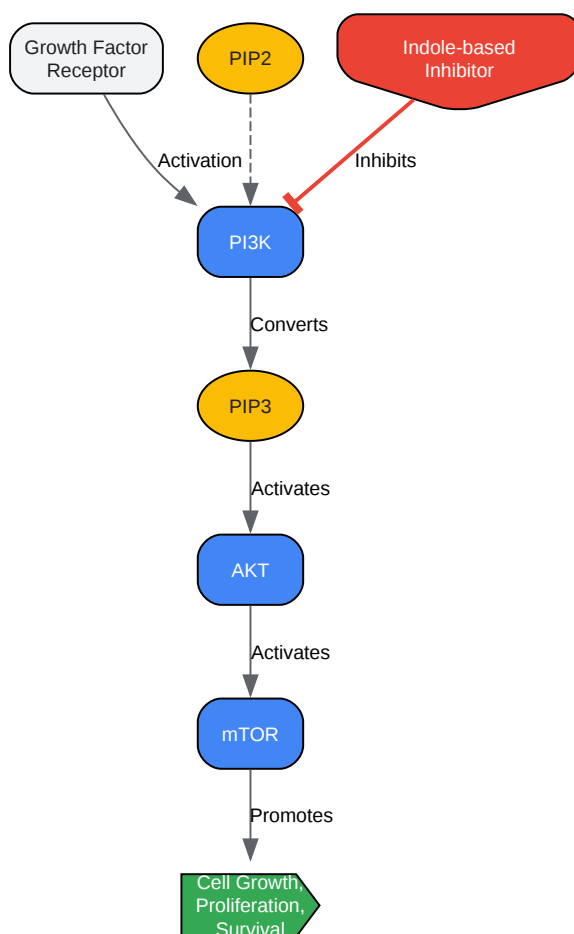 Growth Factor
Receptor
PIP2
Indole-based
Inhibitor
Activation
Inhibits
PI3K
Converts
PIP3
Activates
AKT
Activates
mTOR
Promotes
Cell Growth,
Proliferation,
Survival